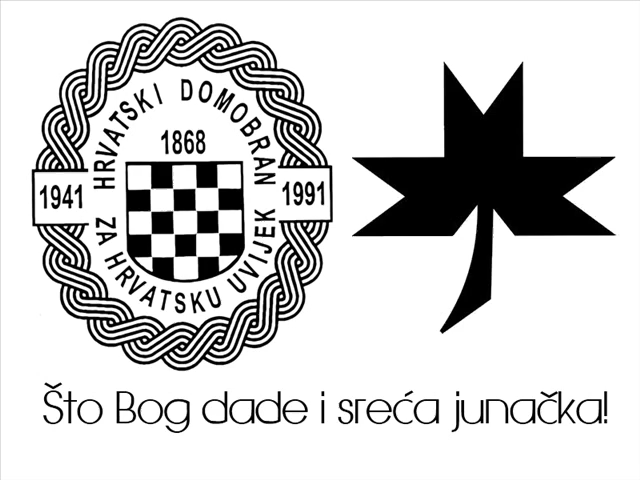 HRVATSKI DOMOBRAN
1868
1941
1991
ZA HRVATSKU UVIJEK
Što Bog dade i sreća junačka!